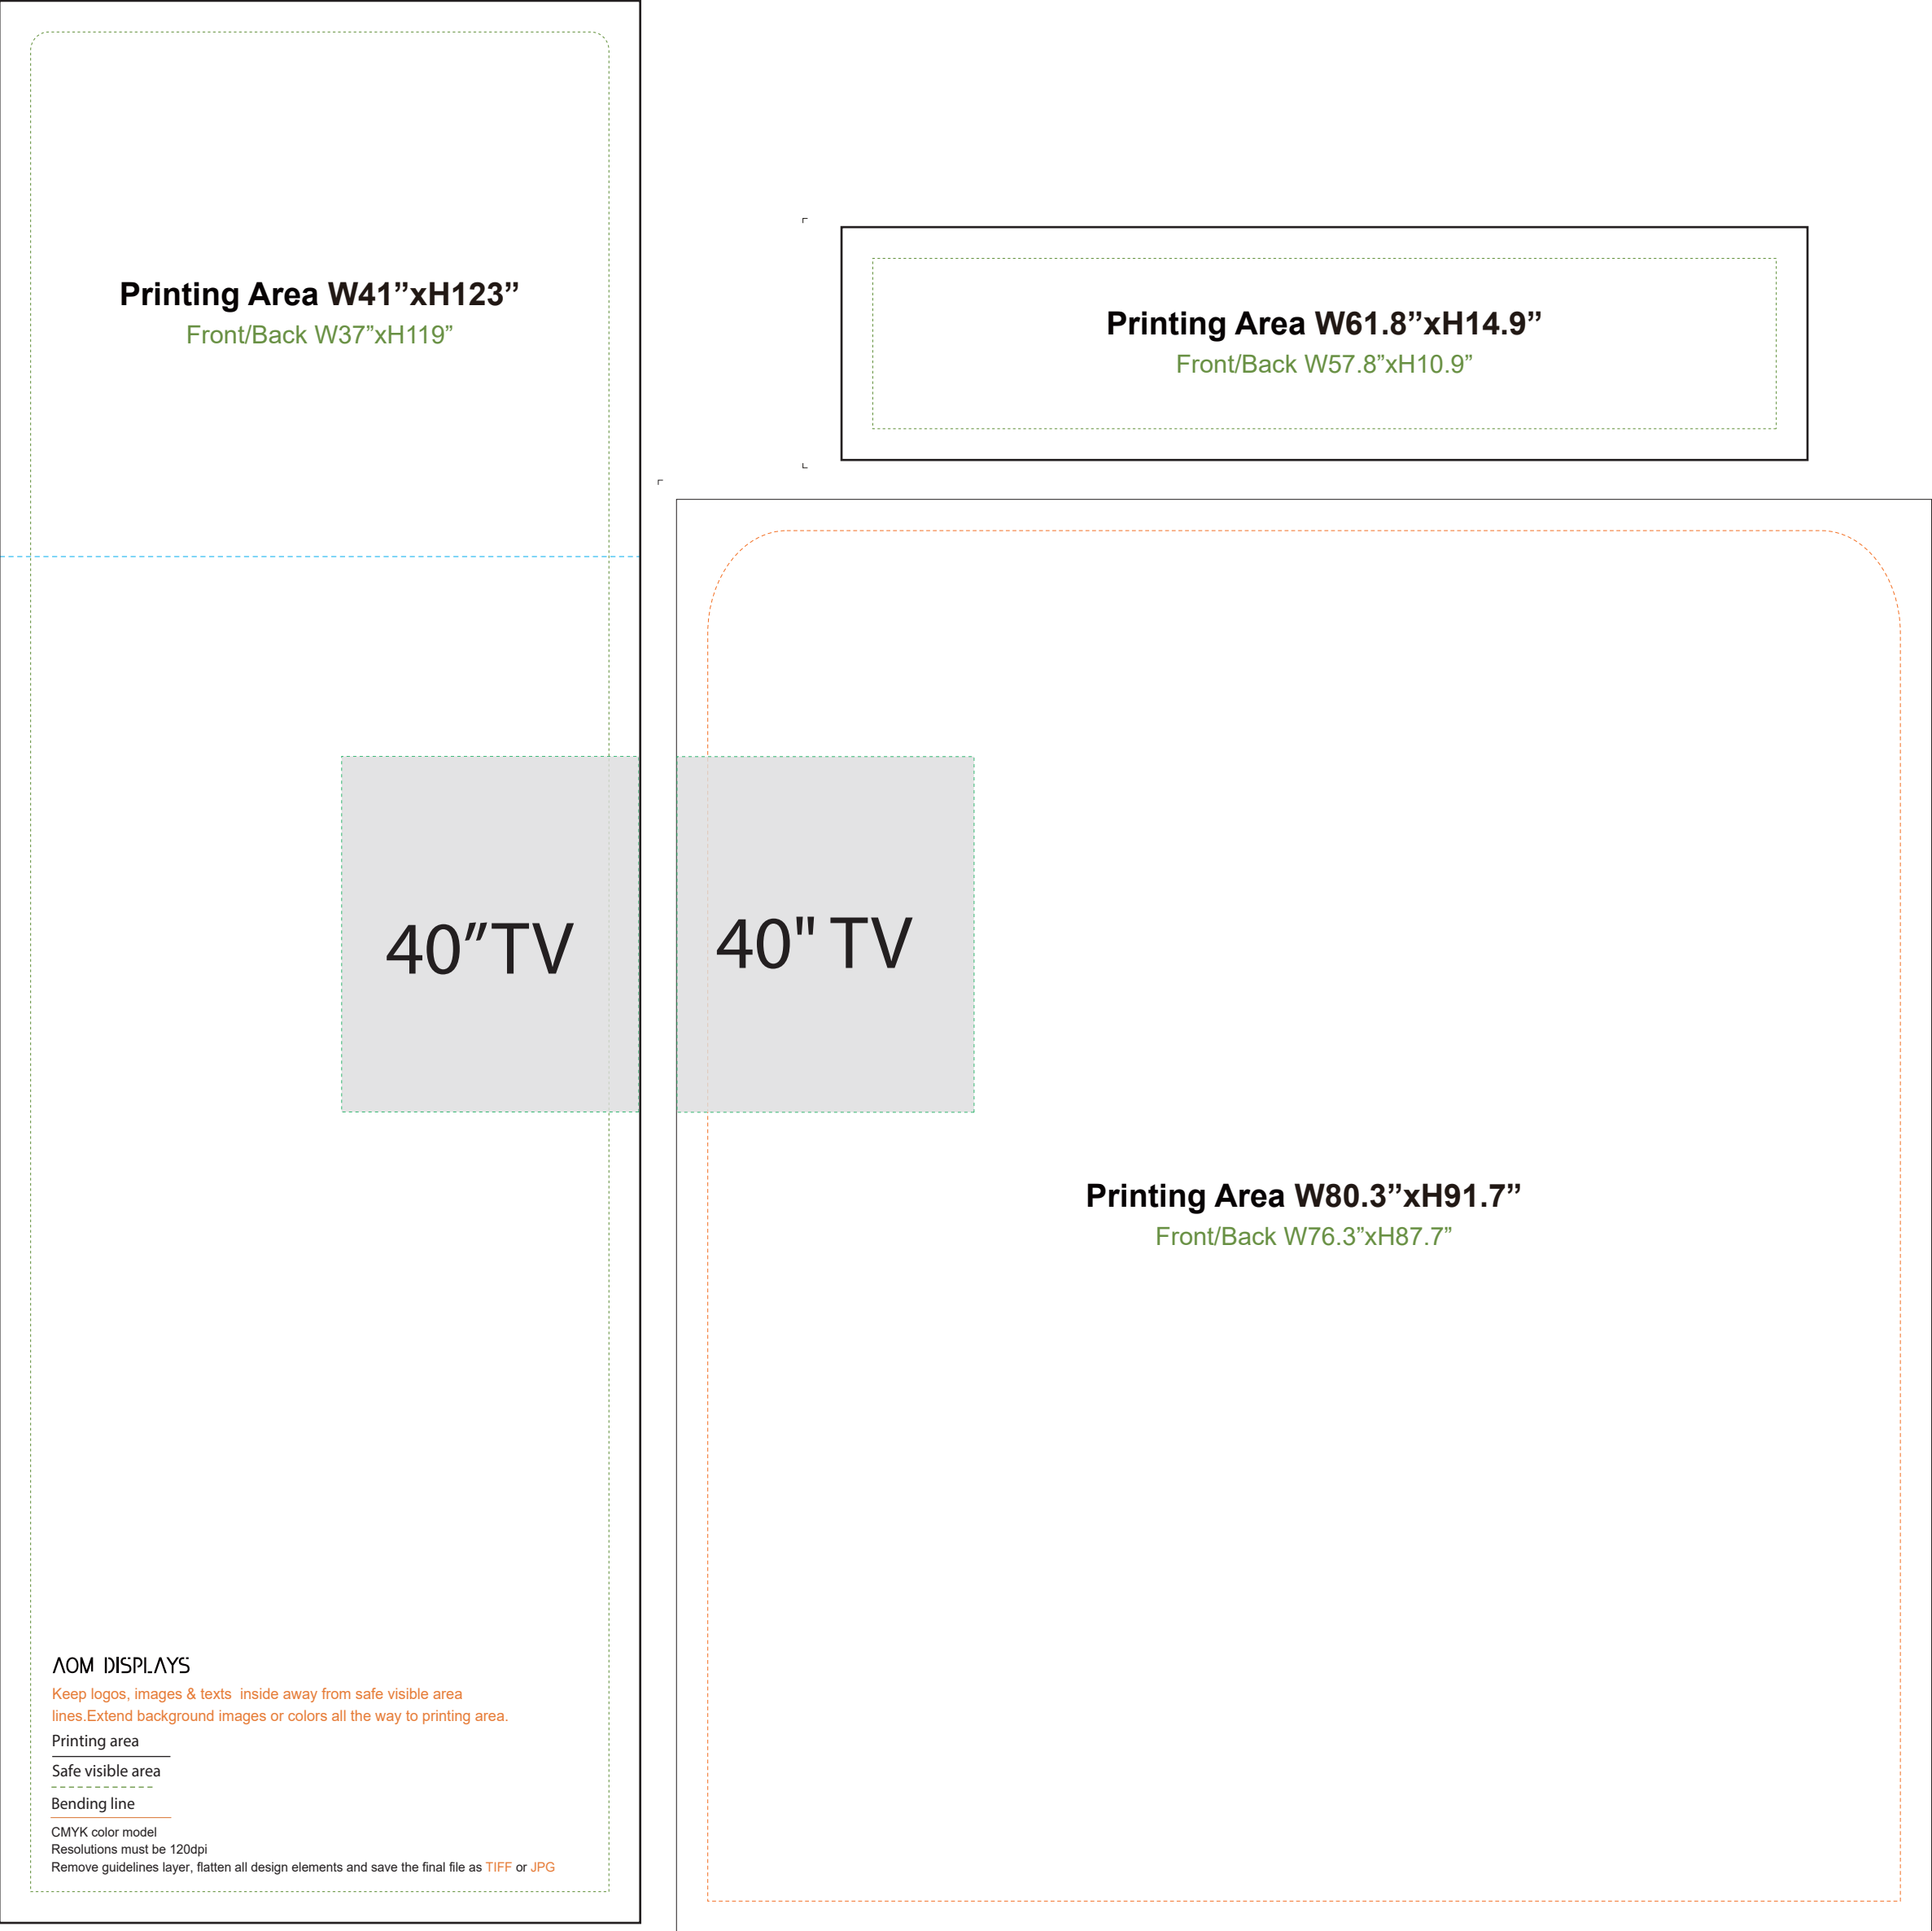 Printing Area W41”xH123”
Front/Back W37”xH119”
Printing Area W61.8”xH14.9”
Front/Back W57.8”xH10.9”
40”TV
40" TV
Printing Area W80.3”xH91.7”
Front/Back W76.3”xH87.7”
AOM DISPLAYS
Keep logos, images & texts  inside away from safe visible area
lines.Extend background images or colors all the way to printing area.
Printing area
Safe visible area
Bending line
CMYK color model
Resolutions must be 120dpi
Remove guidelines layer, flatten all design elements and save the final file as TIFF or JPG